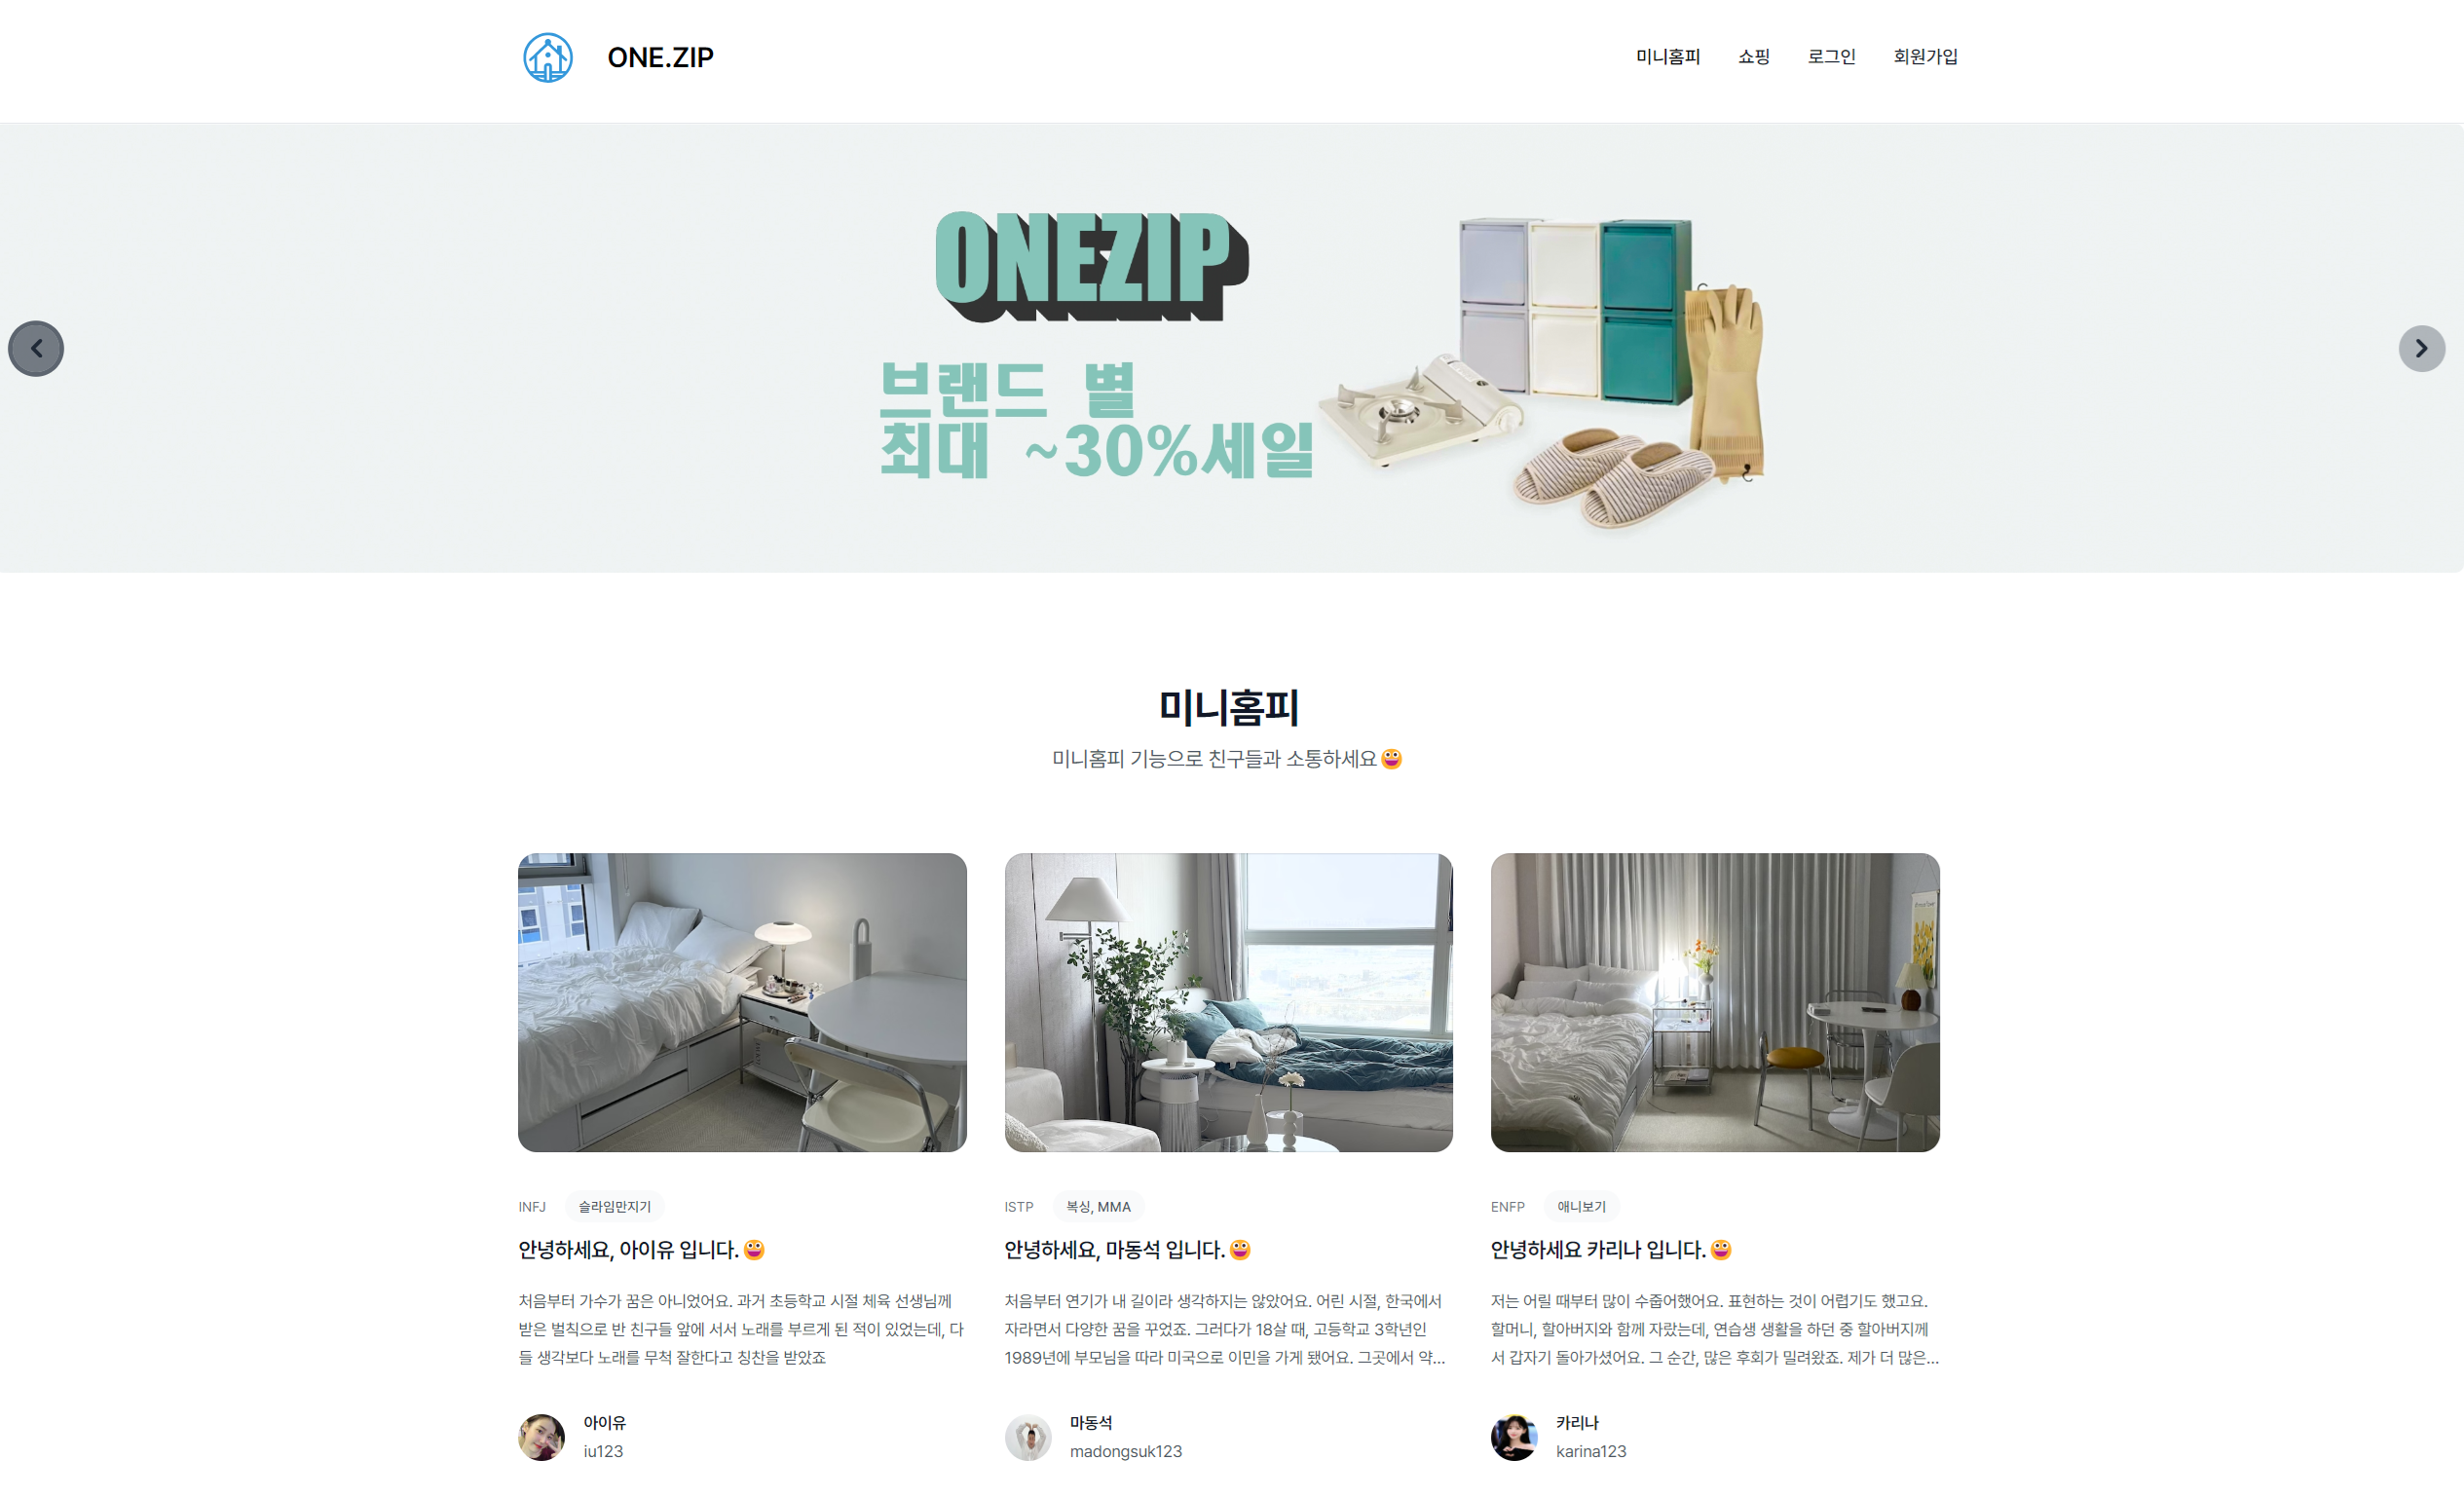 ONE.ZIP
미니홈피
쇼핑
로그인
회원가입
ONEZIP
브랜드 별
최대 ~30%세일
미니홈피
미니홈피 기능으로 친구들과 소통하세요😀
INFJ 슬라임만지기
안녕하세요, 아이유 입니다.😀
처음부터 가수가 꿈은 아니었어요. 과거 초등학교 시절 체육 선생님께
받은 벌칙으로 반 친구들 앞에 서서 노래를 부르게 된 적이 있었는데, 다
들 생각보다 노래를 무척 잘한다고 칭찬을 받았죠
아이유
iu123
ISTP 복싱, MMA
안녕하세요, 마동석 입니다.😀
처음부터 연기가 내 길이라 생각하지는 않았어요. 어린 시절, 한국에서
자라면서 다양한 꿈을 꾸었죠. 그러다가 18살 때, 고등학교 3학년인
1989년에 부모님을 따라 미국으로 이민을 가게 됐어요. 그곳에서 약...
마동석
madongsuk123
ENFP 애니보기
안녕하세요 카리나 입니다.😀
저는 어릴 때부터 많이 수줍어했어요. 표현하는 것이 어렵기도 했고요.
할머니, 할아버지와 함께 자랐는데, 연습생 생활을 하던 중 할아버지께
서 갑자기 돌아가셨어요. 그 순간, 많은 후회가 밀려왔죠. 제가 더 많은...
카리나
karina123